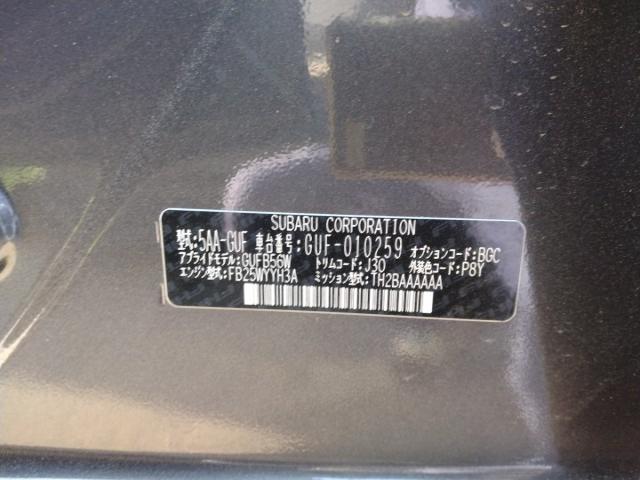 SUBARU CORPORATION
型式:5AA-GUF 車台番号:GUF-010259 オプションコード:BGC
アプライドモデル:GUFB5GW トリムコード:J30 外装色コード:P8Y
エンジン型式:FB25WYYH3A ミッション型式:TH2BAAAAAA